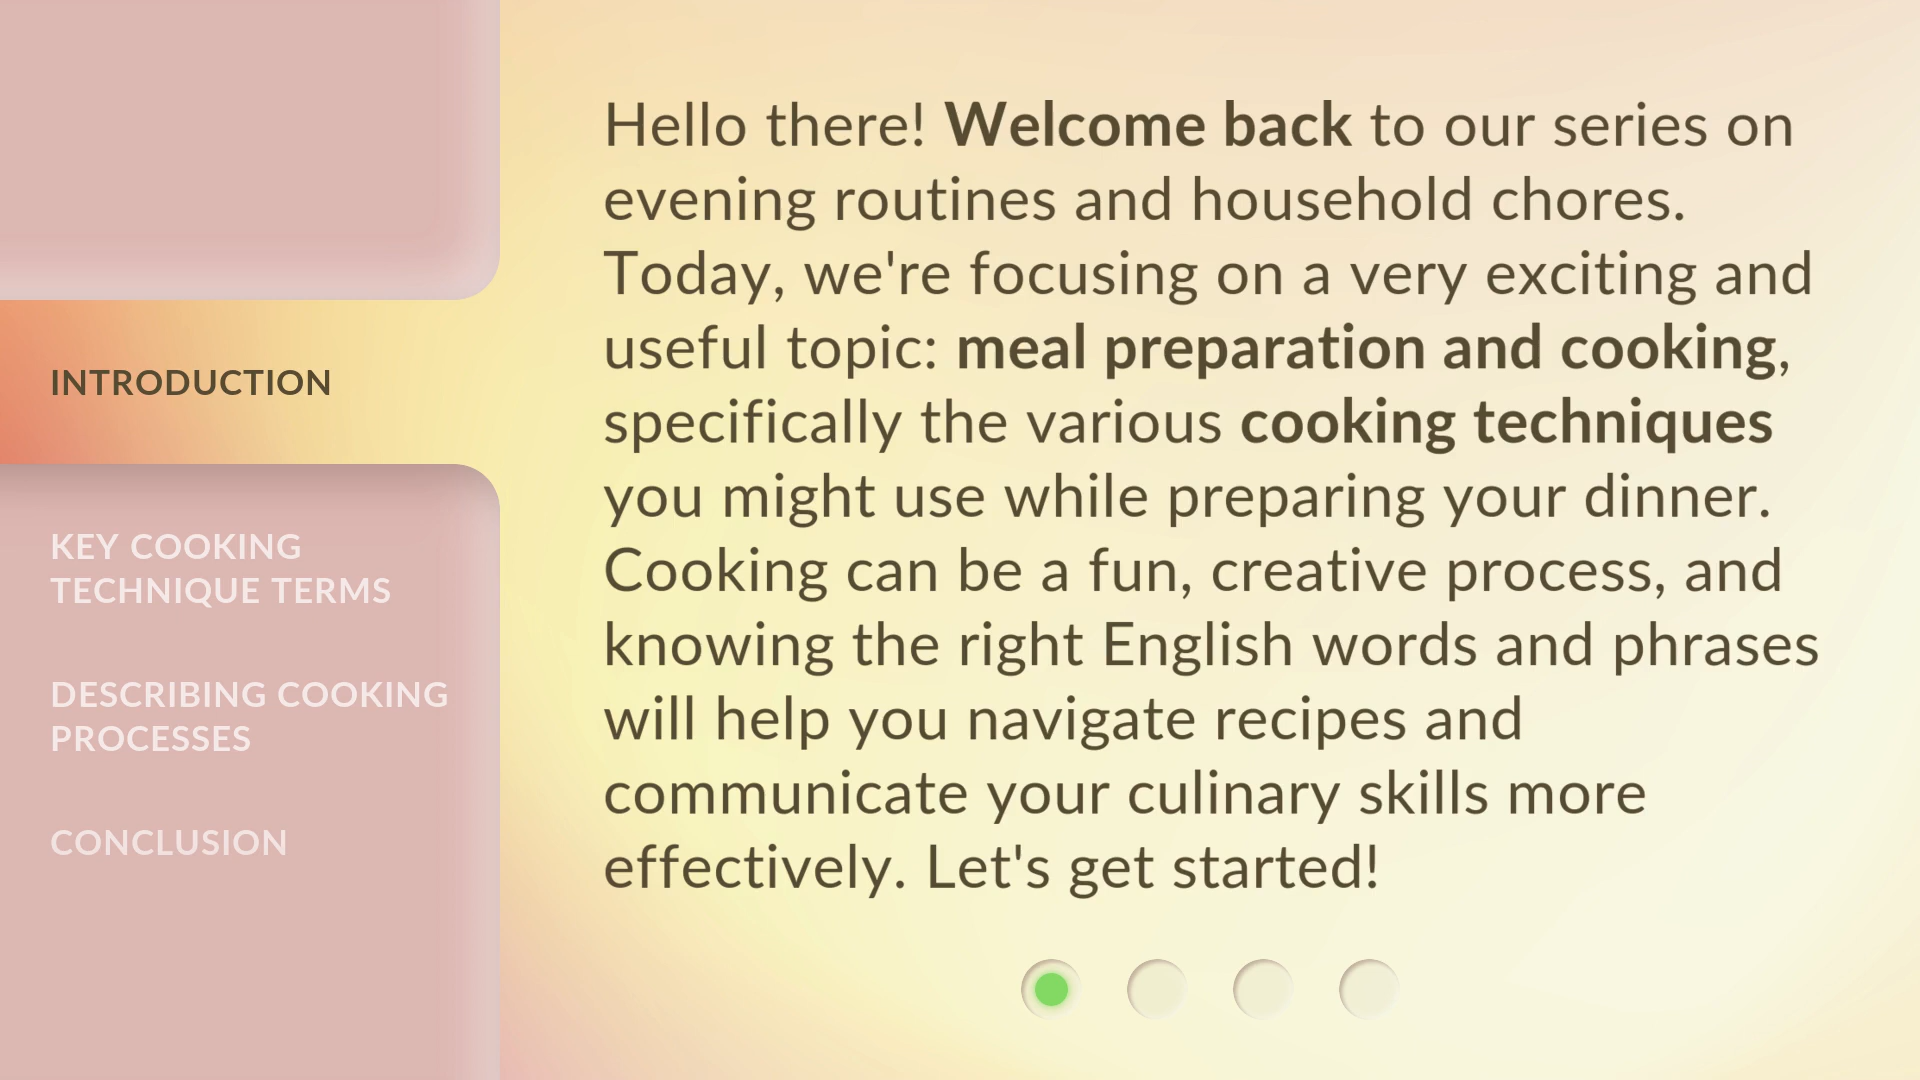 INTRODUCTION
KEY COOKING
TECHNIQUE TERMS
DESCRIBING COOKING
PROCESSES
CONCLUSION
Hello there! Welcome back to our series on
evening routines and household chores.
Today, we're focusing on a very exciting and
useful topic: meal preparation and cooking,
specifically the various cooking techniques
you might use while preparing your dinner.
Cooking can be a fun, creative process, and
knowing the right English words and phrases
will help you navigate recipes and
communicate your culinary skills more
effectively. Let's get started!